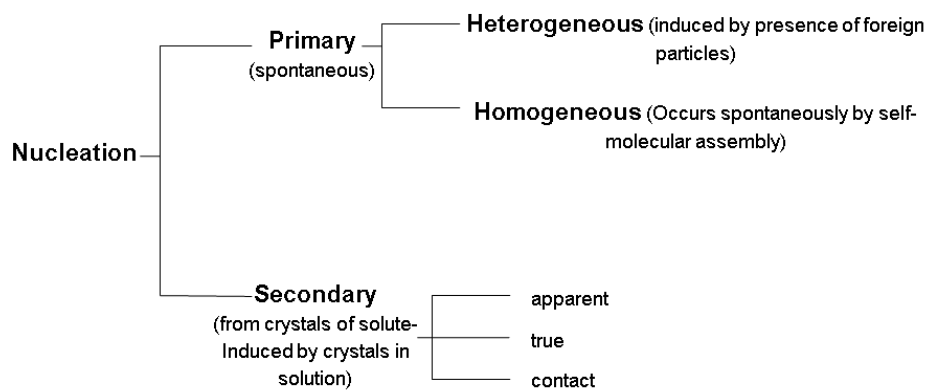 Heterogeneous (induced by presence of foreign
particles)
Primary
(spontaneous)
Homogeneous (Occurs spontaneously by self-
molecular assembly)
Nucleation
Secondary
(from crystals of solute-
Induced by crystals in
solution)
apparent
true
contact